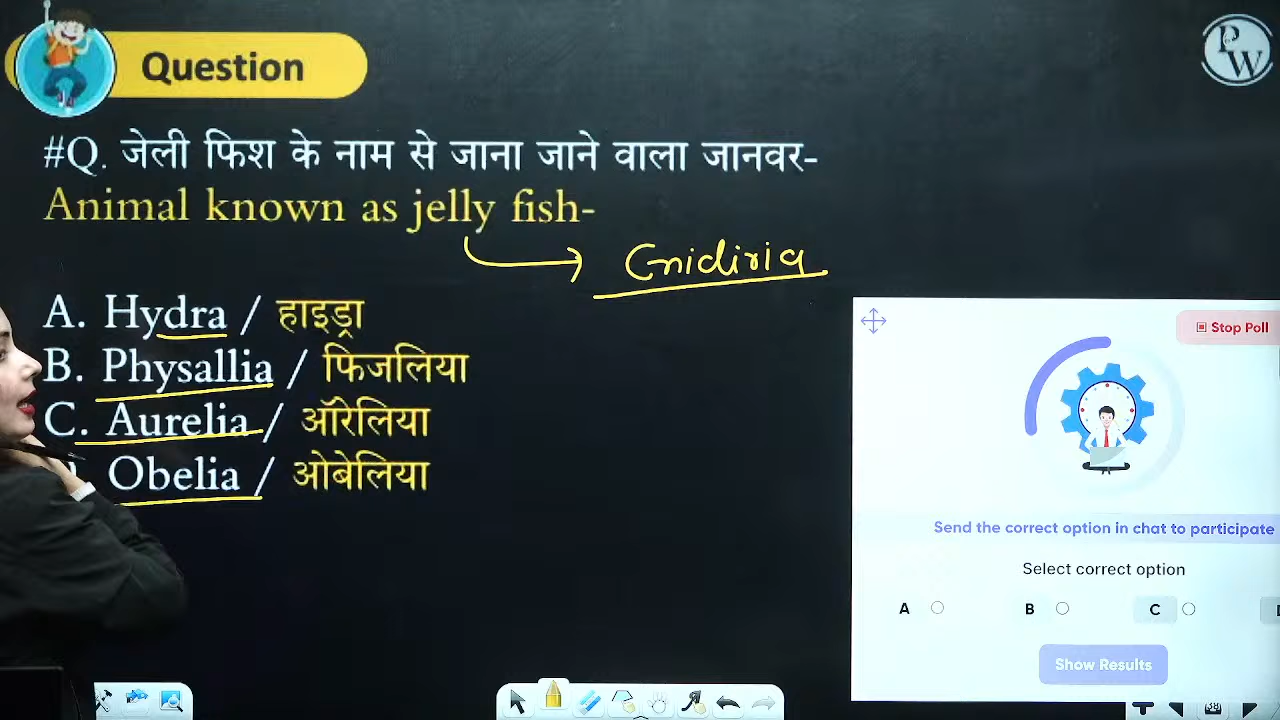 Question
PW
#Q. जेली फिश के नाम से जाना जाने वाला जानवर-
Animal known as jelly fish-
Cnidiria
A. Hydra / हाइड्रा
B. Physallia / फिजलिया
C. Aurelia / ऑरेलिया
Obelia / ओबेलिया
Stop Poll
Send the correct option in chat to participate
Select correct option
A
B
C
Show Results